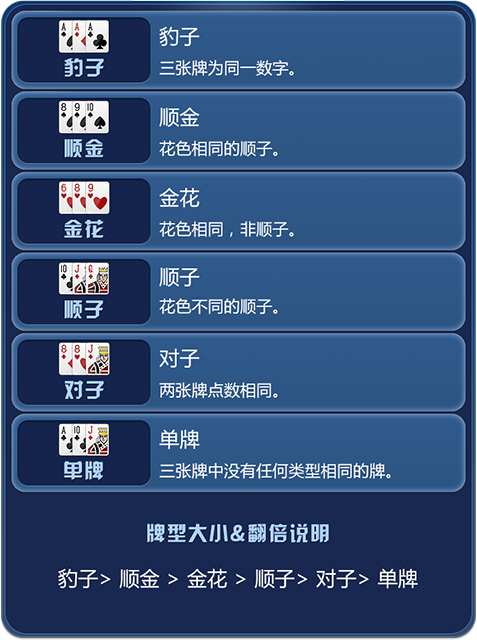 A A A
豹子
豹子
三张牌为同一数字。
8 9 10
顺金
顺金
花色相同的顺子。
6 8 9
金花
金花
花色相同，非顺子。
10 J Q
顺子
顺子
花色不同的顺子。
8 8 J
对子
对子
两张牌点数相同。
A 10 J
单牌
单牌
三张牌中没有任何类型相同的牌。
牌型大小&翻倍说明
豹子> 顺金 > 金花 > 顺子> 对子> 单牌